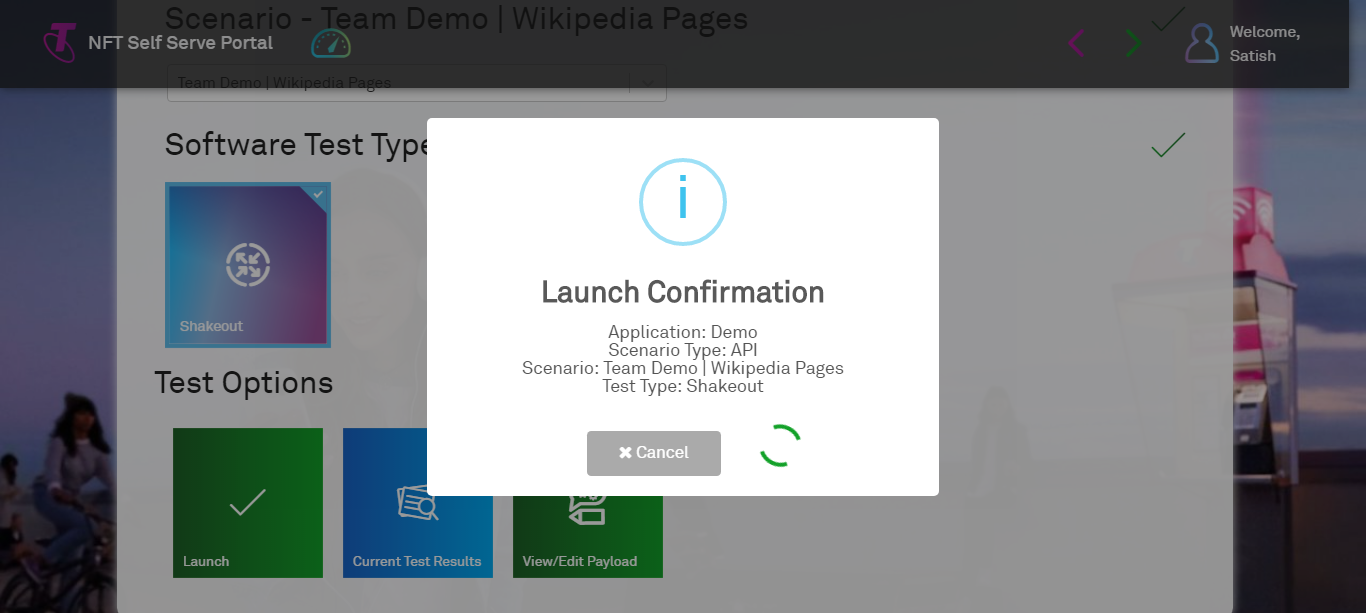 Scenario - Team Demo | Wikipedia Pages
NFT Self Serve Portal
Welcome,
Satish
Team Demo | Wikipedia Pages
Software Test Type
Shakeout
i
Launch Confirmation
Application: Demo
Scenario Type: API
Scenario: Team Demo | Wikipedia Pages
Test Type: Shakeout
✖ Cancel
Test Options
Launch
Current Test Results
View/Edit Payload